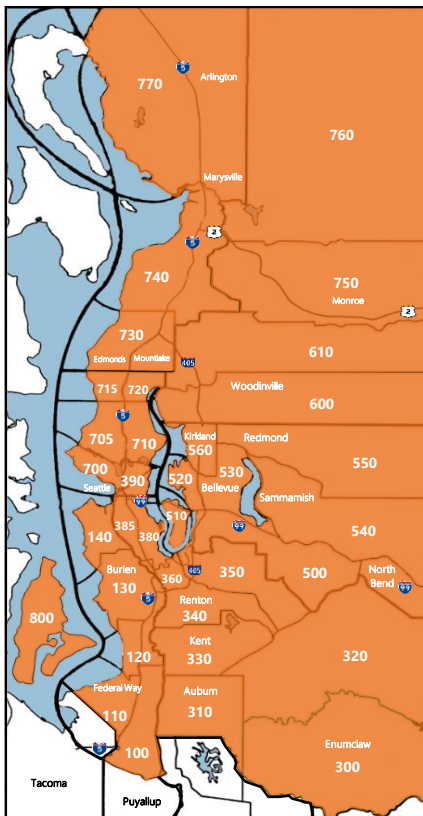 5
770
Arlington
760
Marysville
2
5
740
750
Monroe
2
730
Edmonds
Mountlake
405
610
Woodinville
715
720
600
5
705
710
Kirkland
560
Redmond
550
700
390
520
530
Seattle
Bellevue
Sammamish
90
510
385
380
90
140
540
Burien
130
360
405
350
500
North
Bend
90
5
Renton
340
800
Kent
330
120
320
Federal Way
110
Auburn
310
5
100
Enumclaw
300
Tacoma
Puyallup